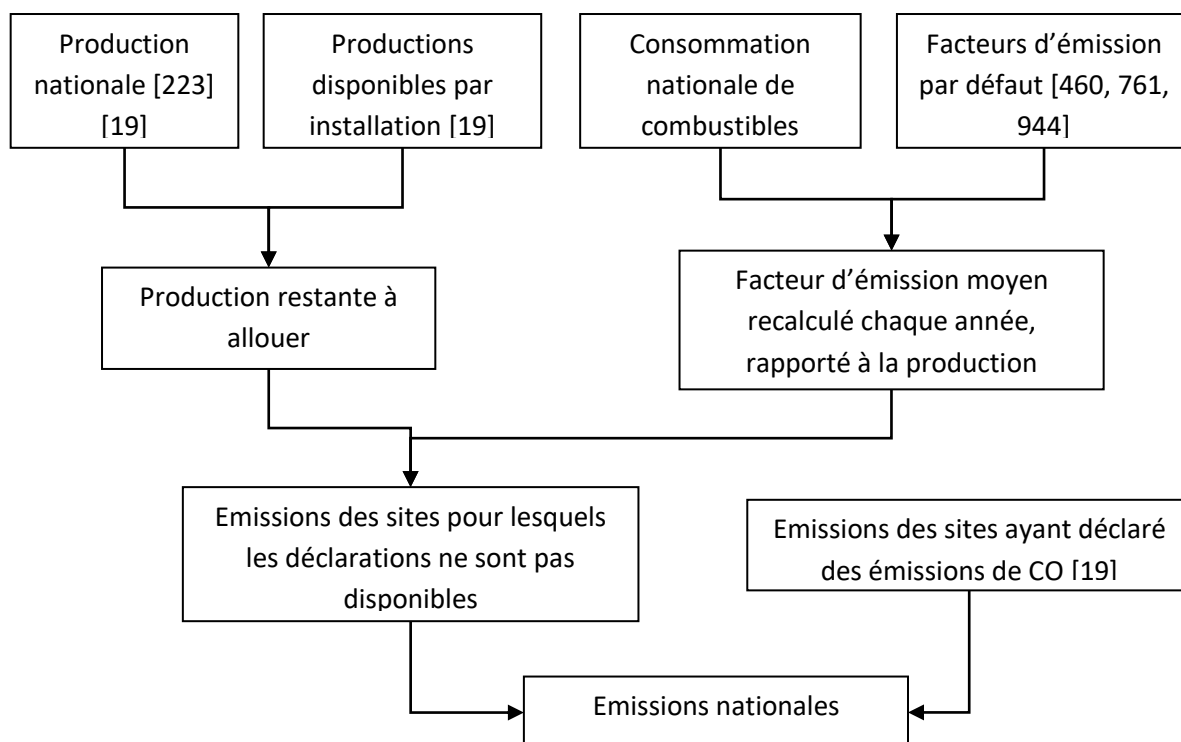 Production
nationale [223]
[19]
Productions
disponibles par
installation [19]
Consommation
nationale de
combustibles
Facteurs d’émission
par défaut [460, 761,
944]
Production restante à
allouer
Facteur d’émission moyen
recalculé chaque année,
rapporté à la production
Emissions des sites pour lesquels
les déclarations ne sont pas
disponibles
Emissions des sites ayant déclaré
des émissions de CO [19]
Emissions nationales